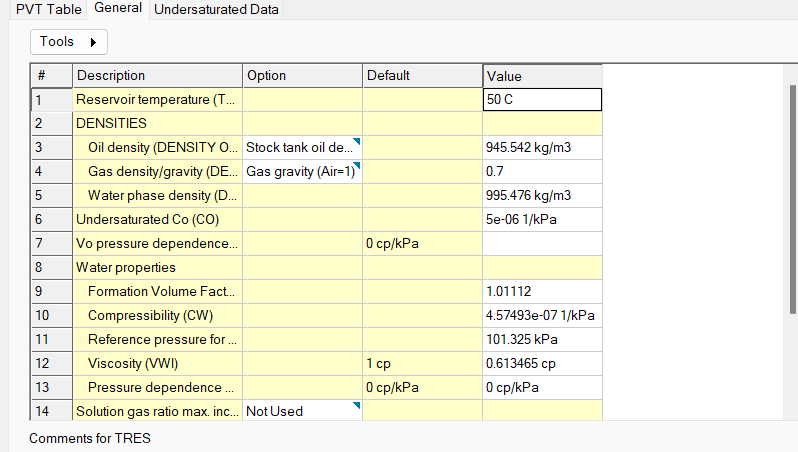 PVT Table General Undersaturated Data
Tools
# Description Option Default Value
1 Reservoir temperature (T... 50 C
2 DENSITIES
3 Oil density (DENSITY O... Stock tank oil de... 945.542 kg/m3
4 Gas density/gravity (DE... Gas gravity (Air=1) 0.7
5 Water phase density (D... 995.476 kg/m3
6 Undersaturated Co (CO) 5e-06 1/kPa
7 Vo pressure dependence... 0 cp/kPa
8 Water properties
9 Formation Volume Fact... 1.01112
10 Compressibility (CW) 4.57493e-07 1/kPa
11 Reference pressure for ... 101.325 kPa
12 Viscosity (VWI) 1 cp 0.613465 cp
13 Pressure dependence ... 0 cp/kPa 0 cp/kPa
14 Solution gas ratio max. inc... Not Used
Comments for TRES